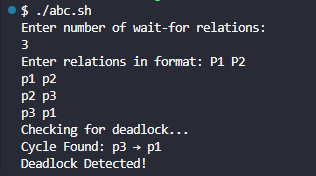 $ ./abc.sh
Enter number of wait-for relations:
3
Enter relations in format: P1 P2
p1 p2
p2 p3
p3 p1
Checking for deadlock...
Cycle Found: p3 → p1
Deadlock Detected!